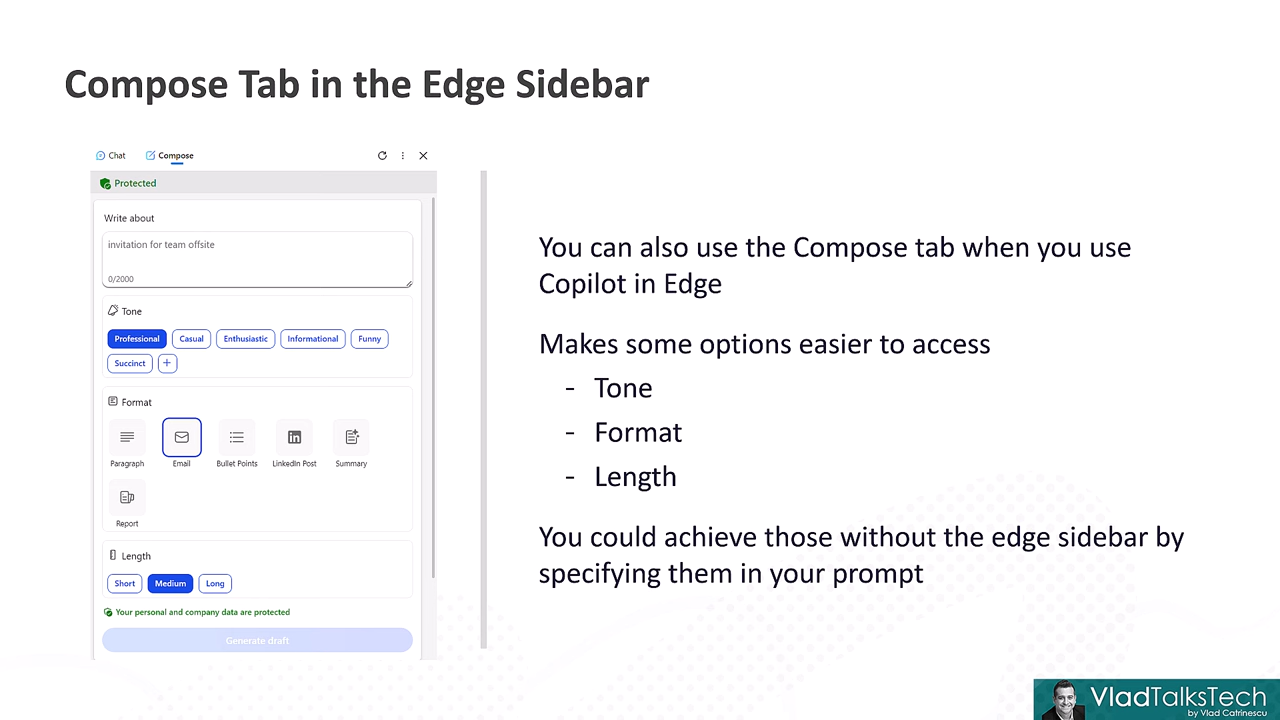 Compose Tab in the Edge Sidebar
Chat Compose
Protected
Write about
invitation for team offsite
0/2000
Tone
Professional Casual Enthusiastic Informational Funny
Succinct +
Format
Paragraph Email Bullet Points LinkedIn Post Summary
Report
Length
Short Medium Long
Your personal and company data are protected
Generate draft
You can also use the Compose tab when you use
Copilot in Edge
Makes some options easier to access
- Tone
- Format
- Length
You could achieve those without the edge sidebar by
specifying them in your prompt
VladTalksTech
by Vlad Catrinescu